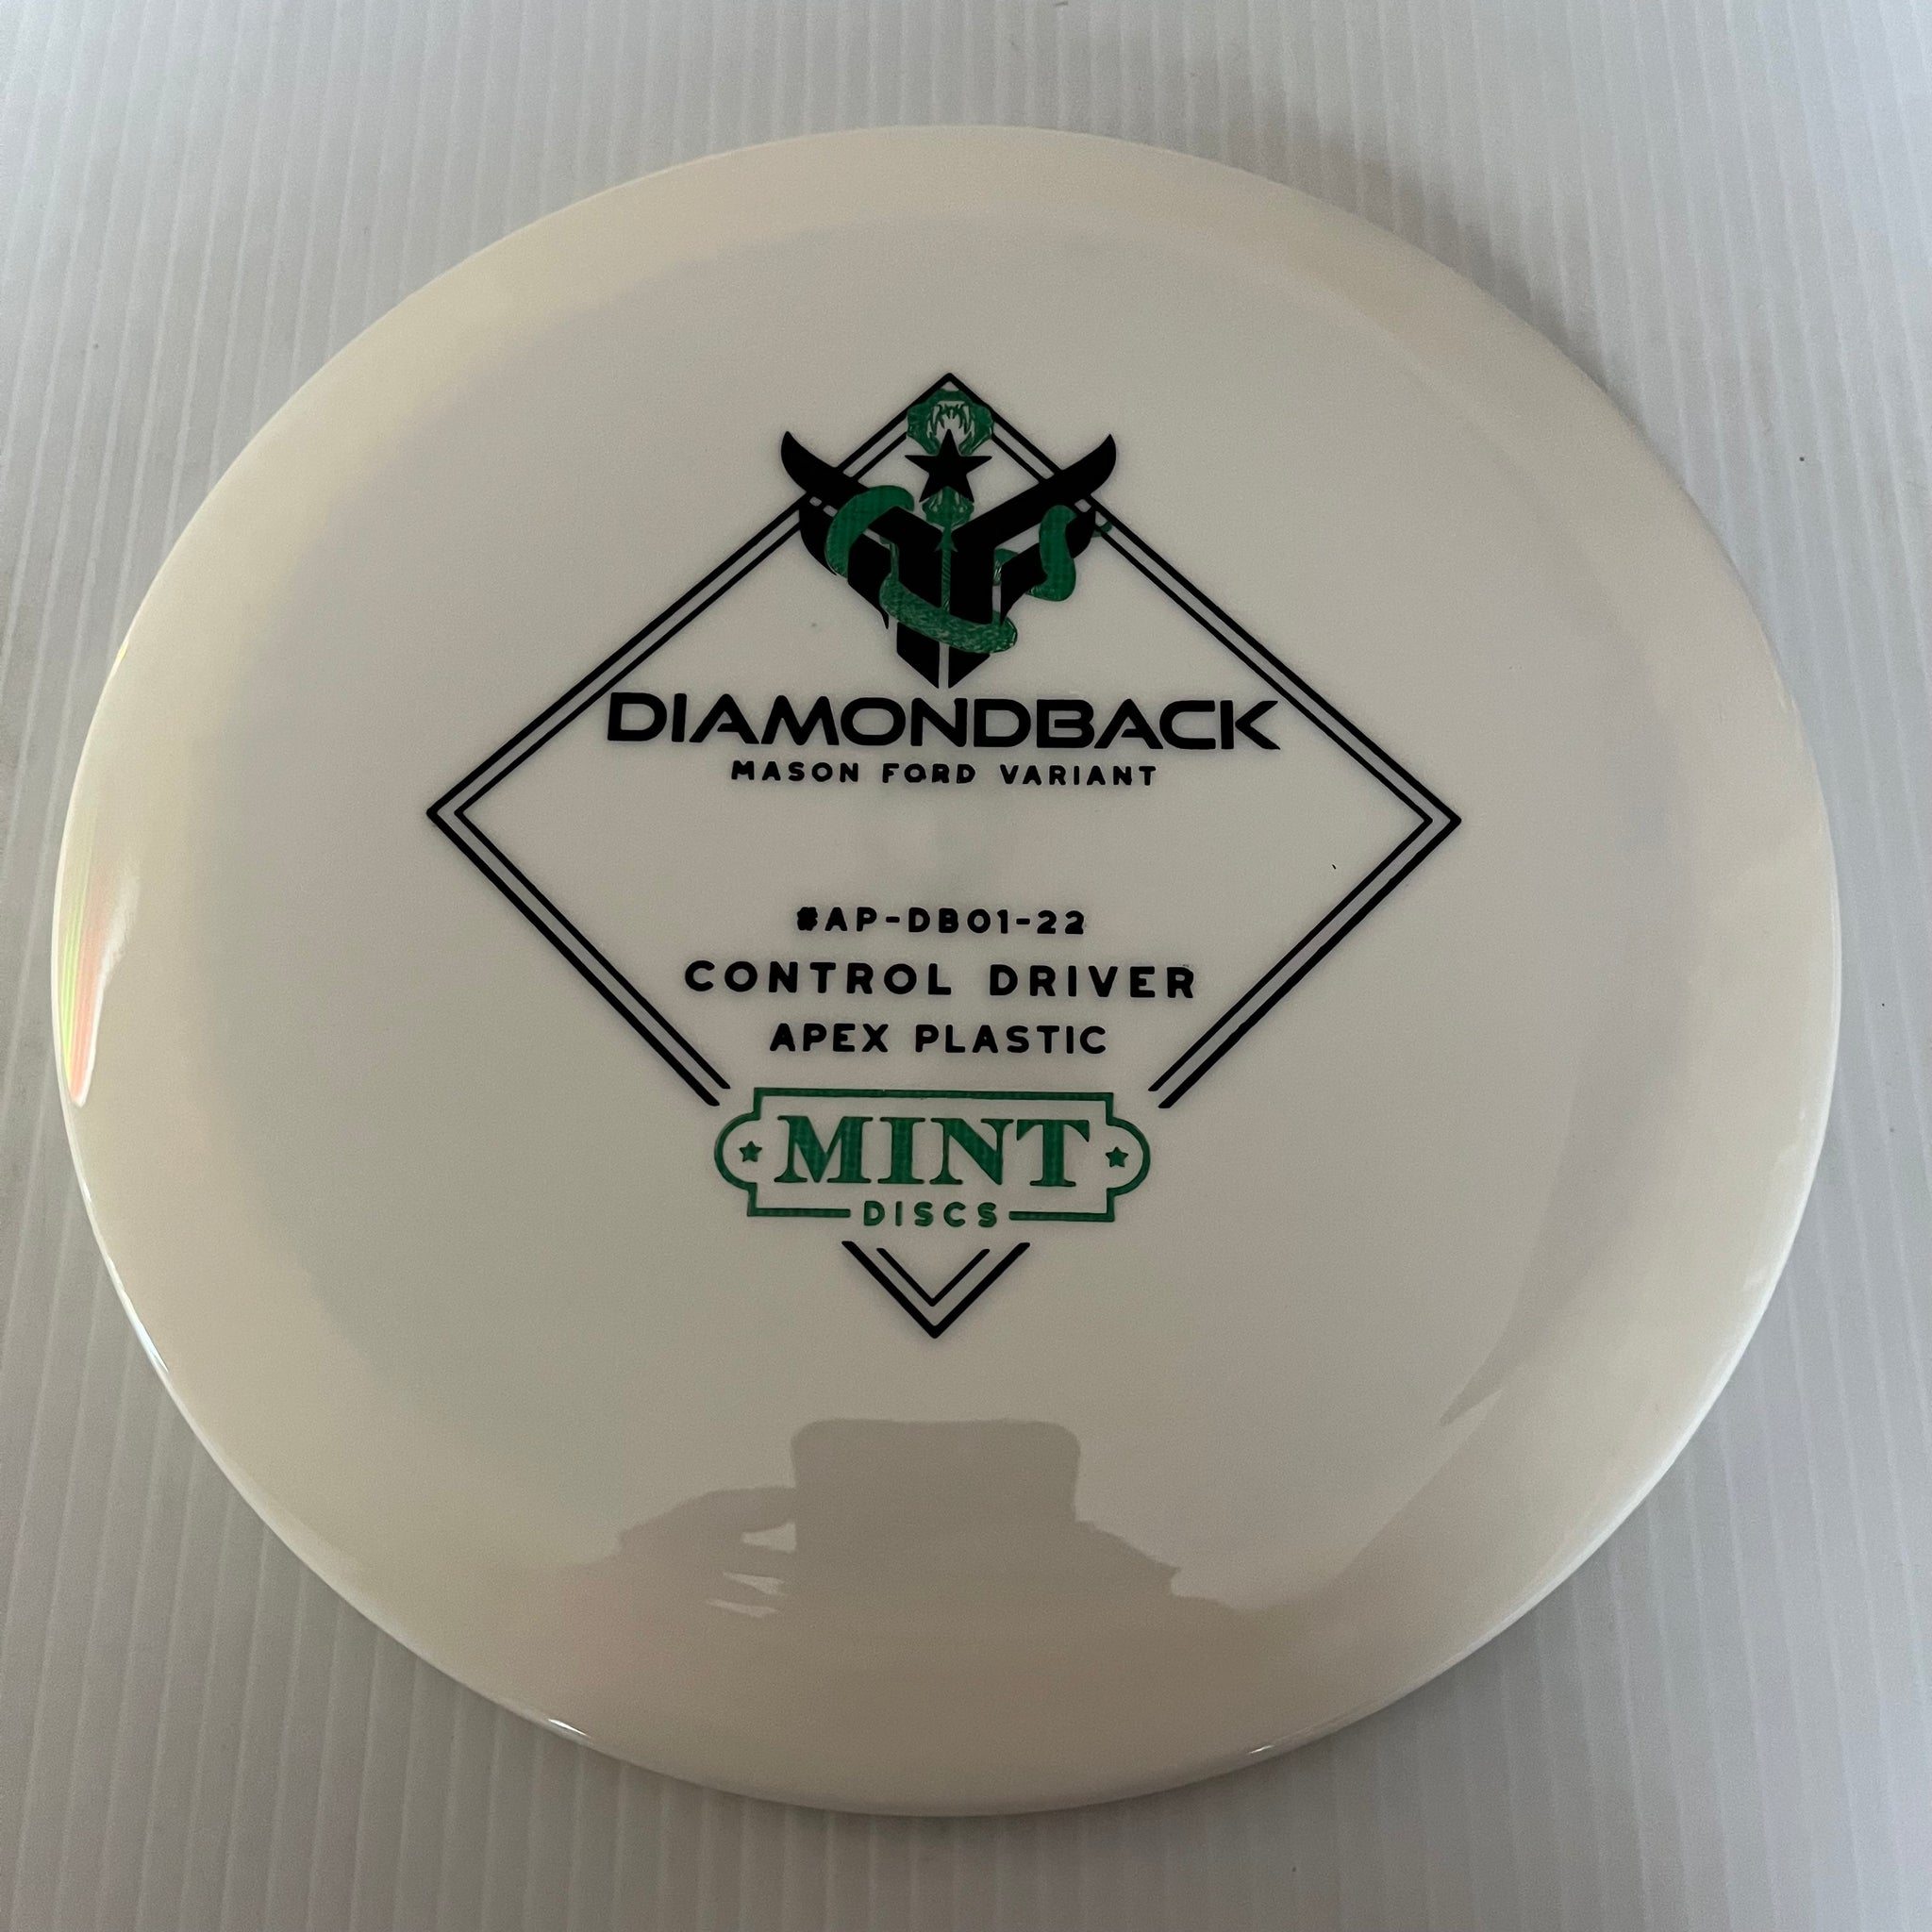 DIAMONDBACK
MASON FORD VARIANT
#AP-DB01-22
CONTROL DRIVER
APEX PLASTIC
MINT
DISCS